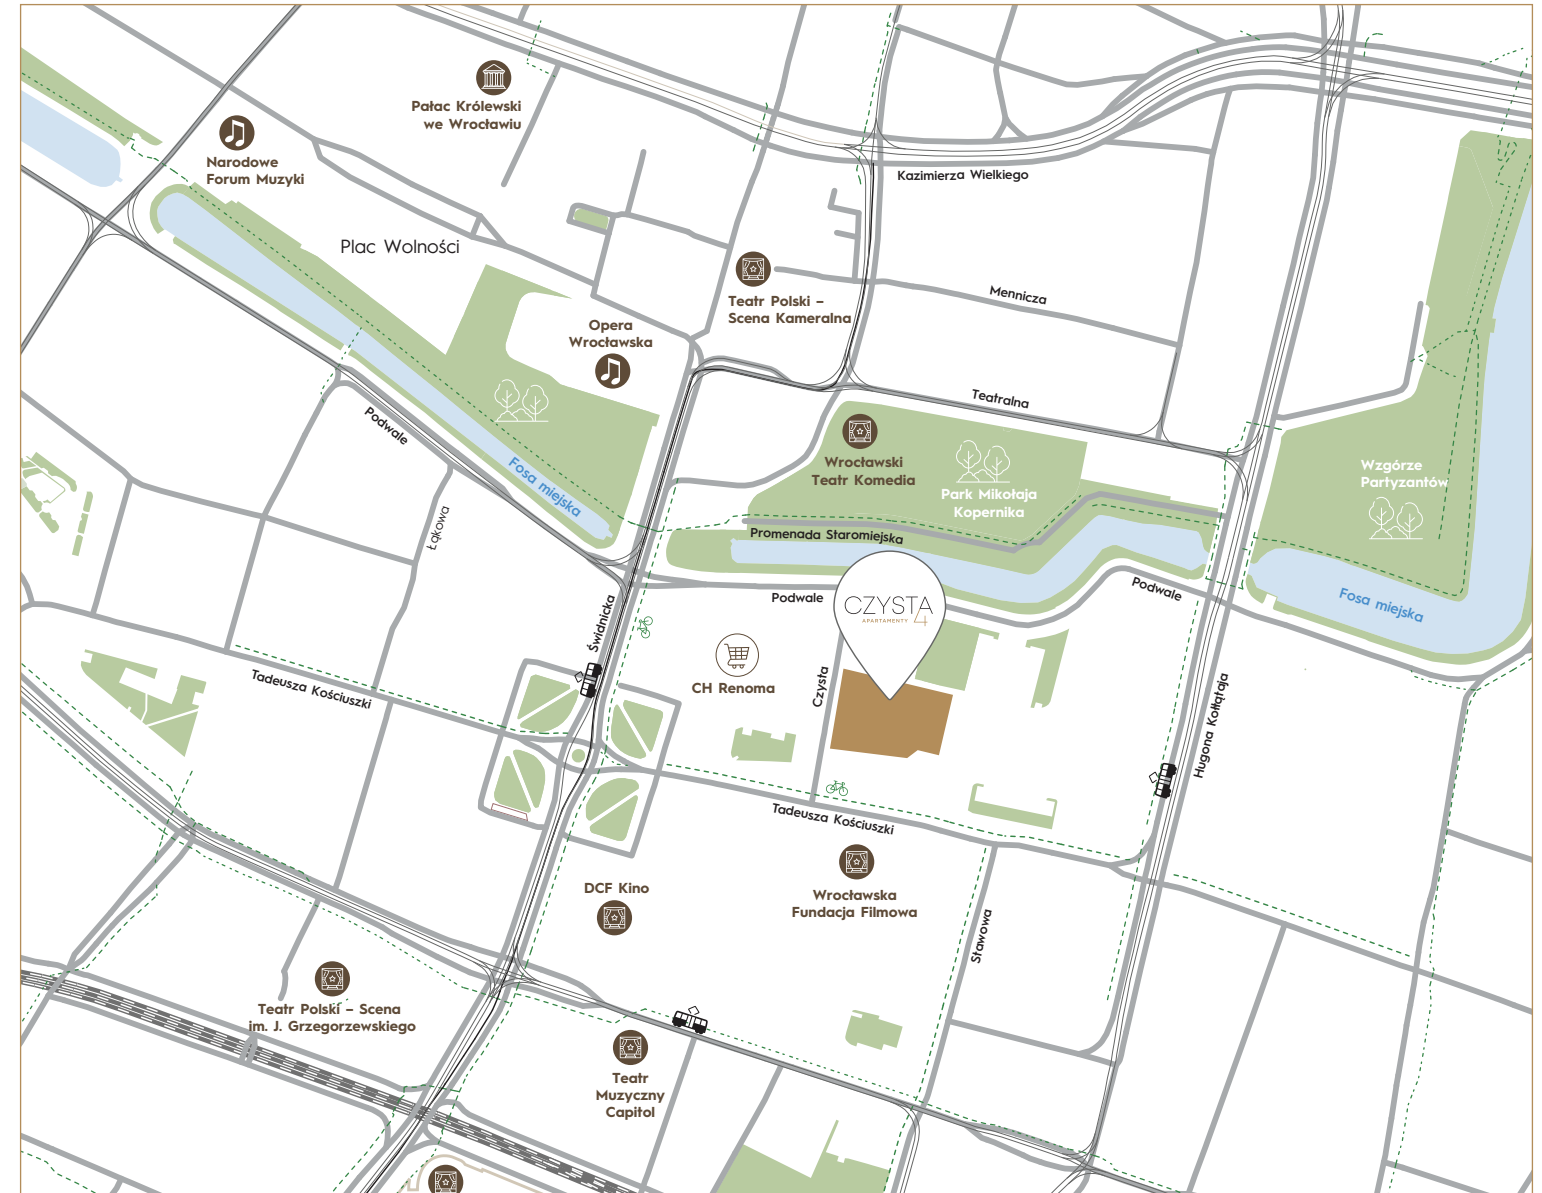 Pałac Królewski
we Wrocławiu
Narodowe
Forum Muzyki
Kazimierza Wielkiego
Plac Wolności
Teatr Polski –
Scena Kameralna
Mennicza
Opera
Wrocławska
Teatralna
Podwale
Wrocławski
Teatr Komedia
Wzgórze
Partyzantów
Fosa miejska
Park Mikołaja
Kopernika
Łąkowa
Promenada Staromiejska
Podwale
Podwale
Fosa miejska
CZYSTA
4
APARTAMENTY
Świdnicka
CH Renoma
Czysta
Tadeusza Kościuszki
Hugona Kołłątaja
Tadeusza Kościuszki
DCF Kino
Wrocławska
Fundacja Filmowa
Stawowa
Teatr Polski – Scena
im. J. Grzegorzewskiego
Teatr
Muzyczny
Capitol